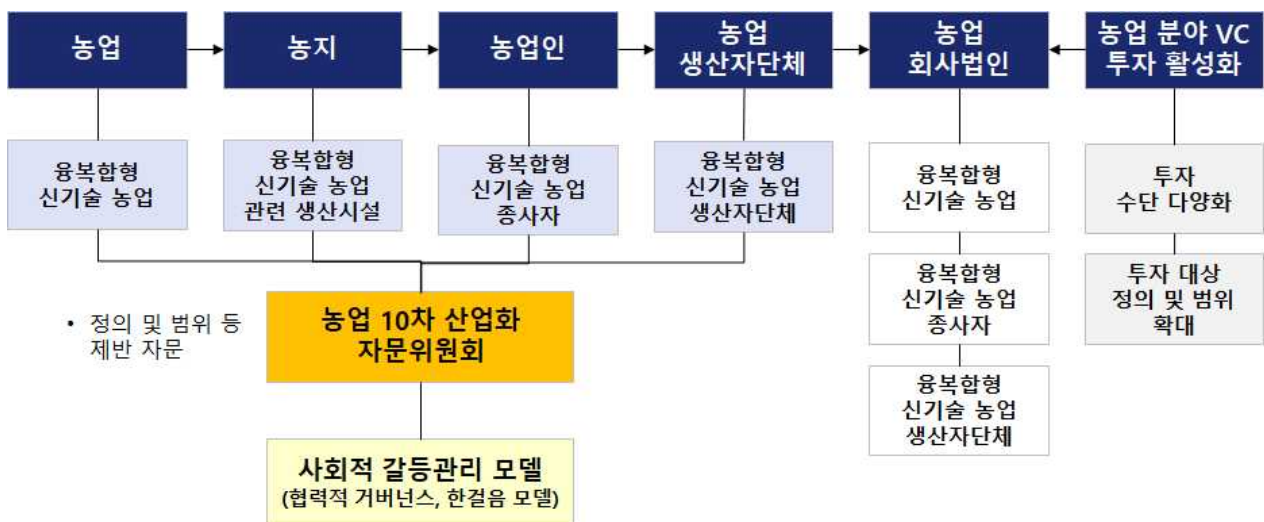 농업
농지
농업인
농업
생산자단체
농업
회사법인
농업 분야 VC
투자 활성화
융복합형
신기술 농업
융복합형
신기술 농업
관련 생산시설
융복합형
신기술 농업
종사자
융복합형
신기술 농업
생산자단체
융복합형
신기술 농업
투자
수단 다양화
• 정의 및 범위 등
제반 자문
농업 10차 산업화
자문위원회
융복합형
신기술 농업
종사자
투자 대상
정의 및 범위
확대
융복합형
신기술 농업
생산자단체
사회적 갈등관리 모델
(협력적 거버넌스, 한걸음 모델)